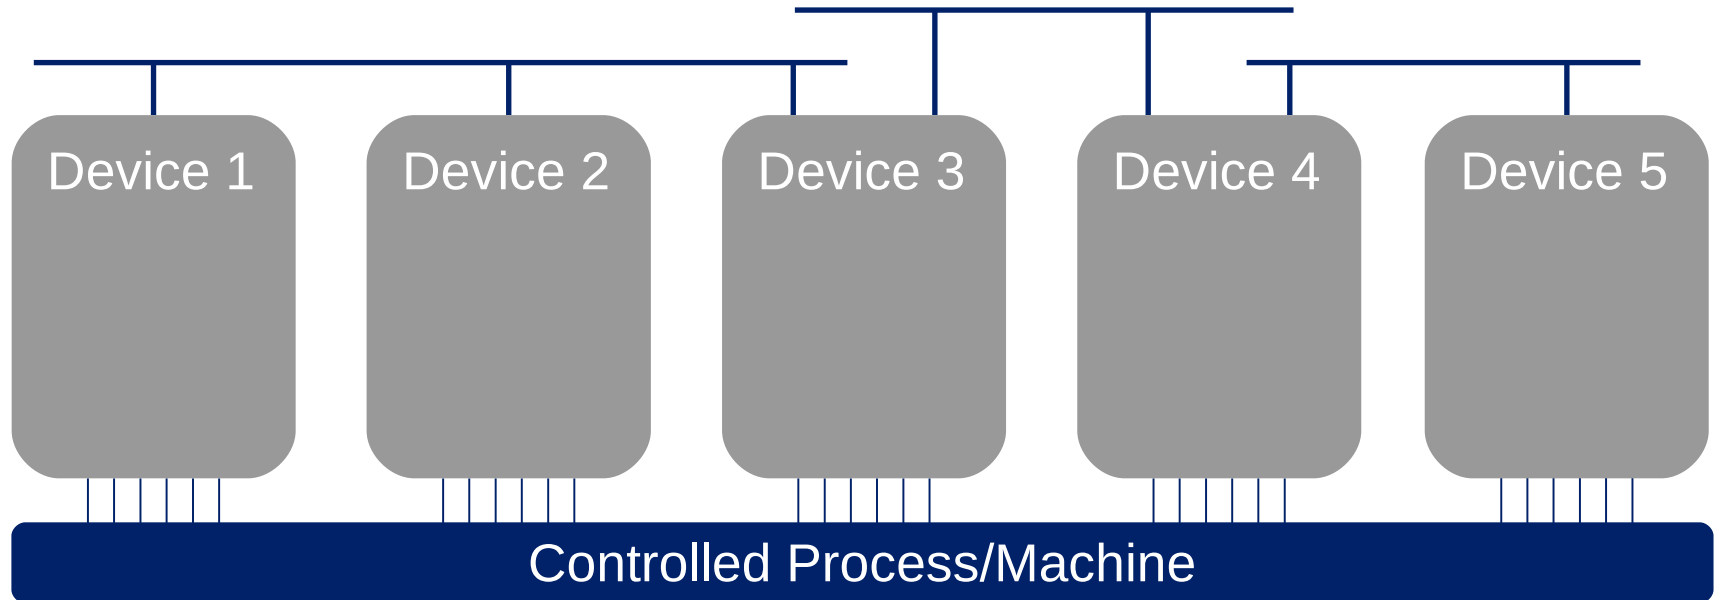 Device 1
Device 2
Device 3
Device 4
Device 5
Controlled Process/Machine